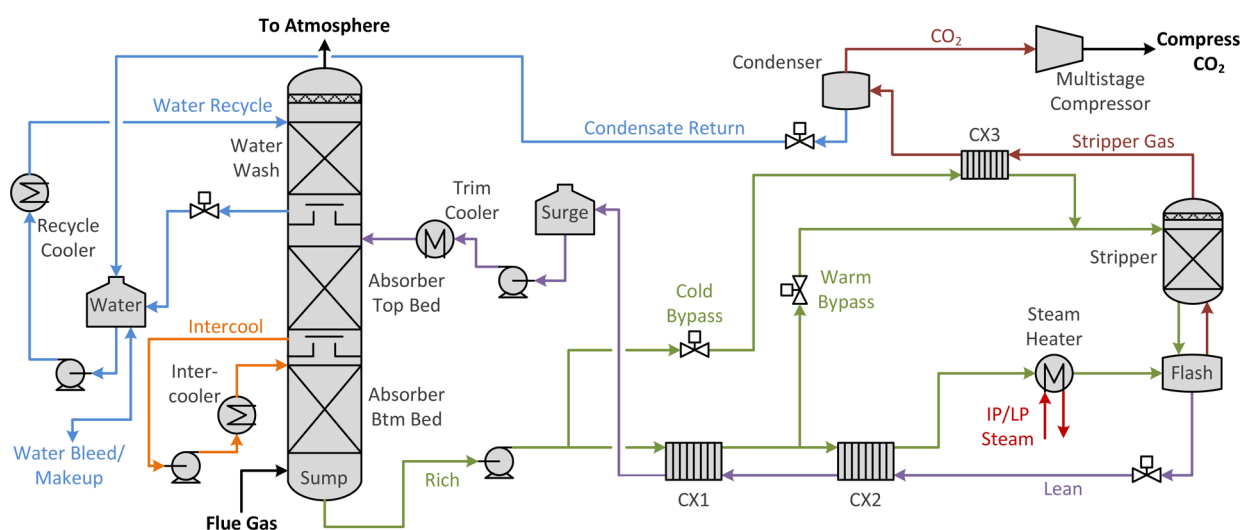 To Atmosphere
CO₂
Compress
CO₂
Condenser
Multistage
Compressor
Water Recycle
Water
Wash
Condensate Return
CX3
Stripper Gas
Trim
Cooler
Surge
Recycle
Cooler
Absorber
Top Bed
Stripper
Water
Cold
Bypass
Warm
Bypass
Intercool
Steam
Heater
Inter-
cooler
Absorber
Btm Bed
Flash
IP/LP
Steam
Water Bleed/
Makeup
Sump
Rich
CX1
CX2
Lean
Flue Gas